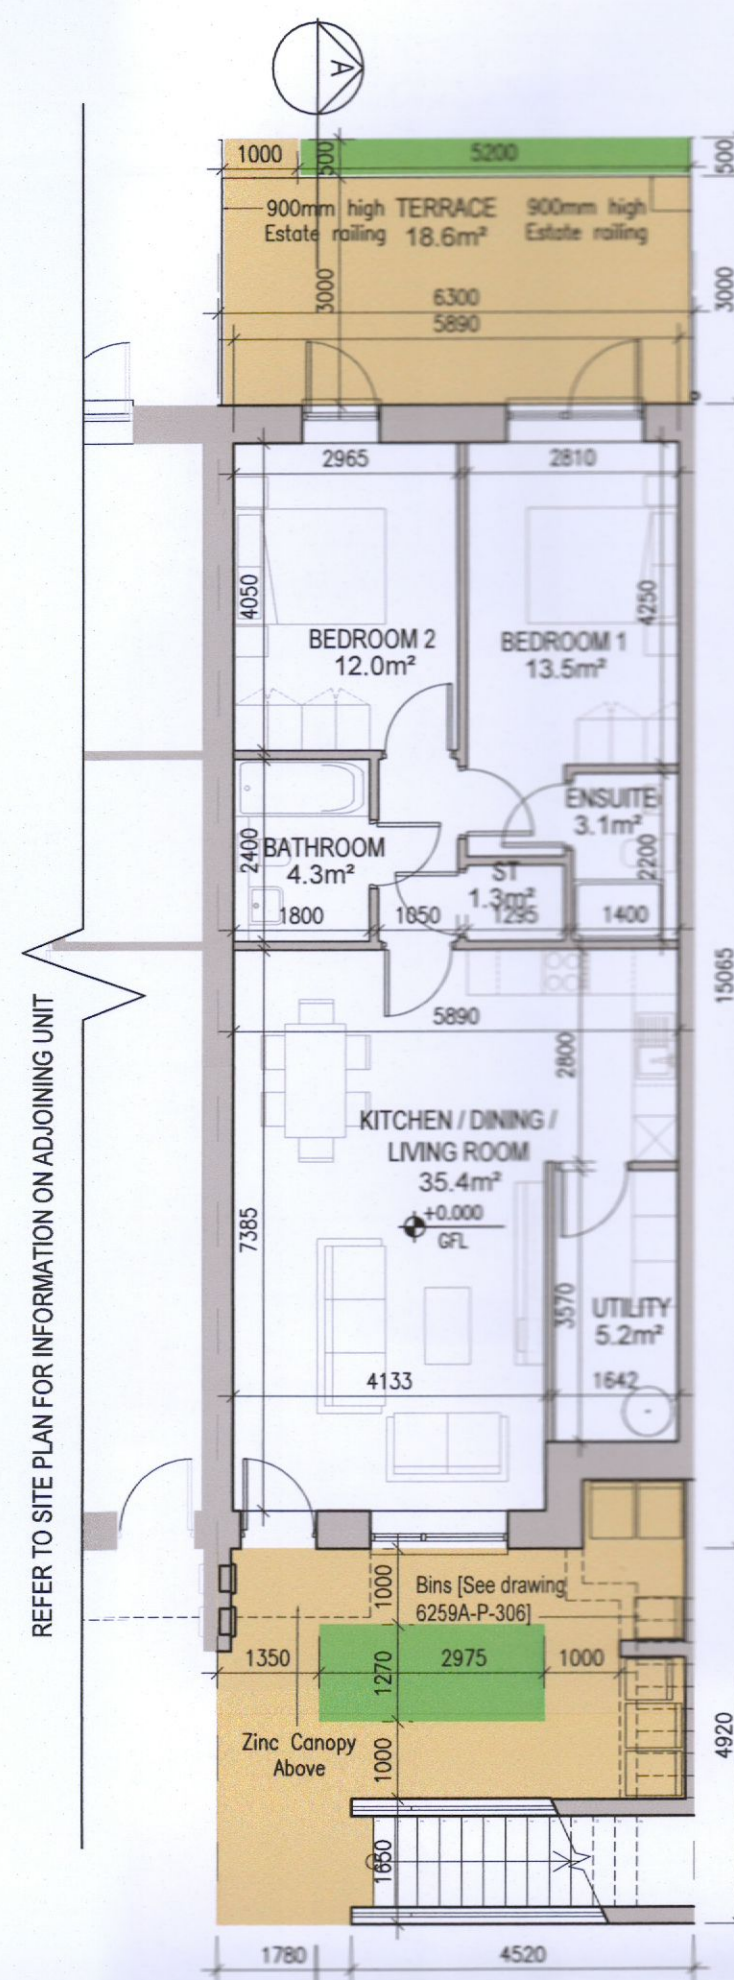 A
1000
500
5200
500
900mm high
Estate railing
TERRACE
18.6m²
900mm high
Estate railing
3000
3000
6300
5890
2965
2810
4050
4250
BEDROOM 2
12.0m²
BEDROOM 1
13.5m²
ENSUITE
3.1m²
2400
BATHROOM
4.3m²
2200
ST
1.3m²
1800
1050
1295
1400
15065
REFER TO SITE PLAN FOR INFORMATION ON ADJOINING UNIT
5890
2800
KITCHEN / DINING /
LIVING ROOM
35.4m²
+0.000
GFL
7385
3570
UTILITY
5.2m²
4133
1642
1000
Bins [See drawing
6259A-P-306]
1350
1270
2975
1000
Zinc Canopy
Above
1000
4920
1650
1780
4520